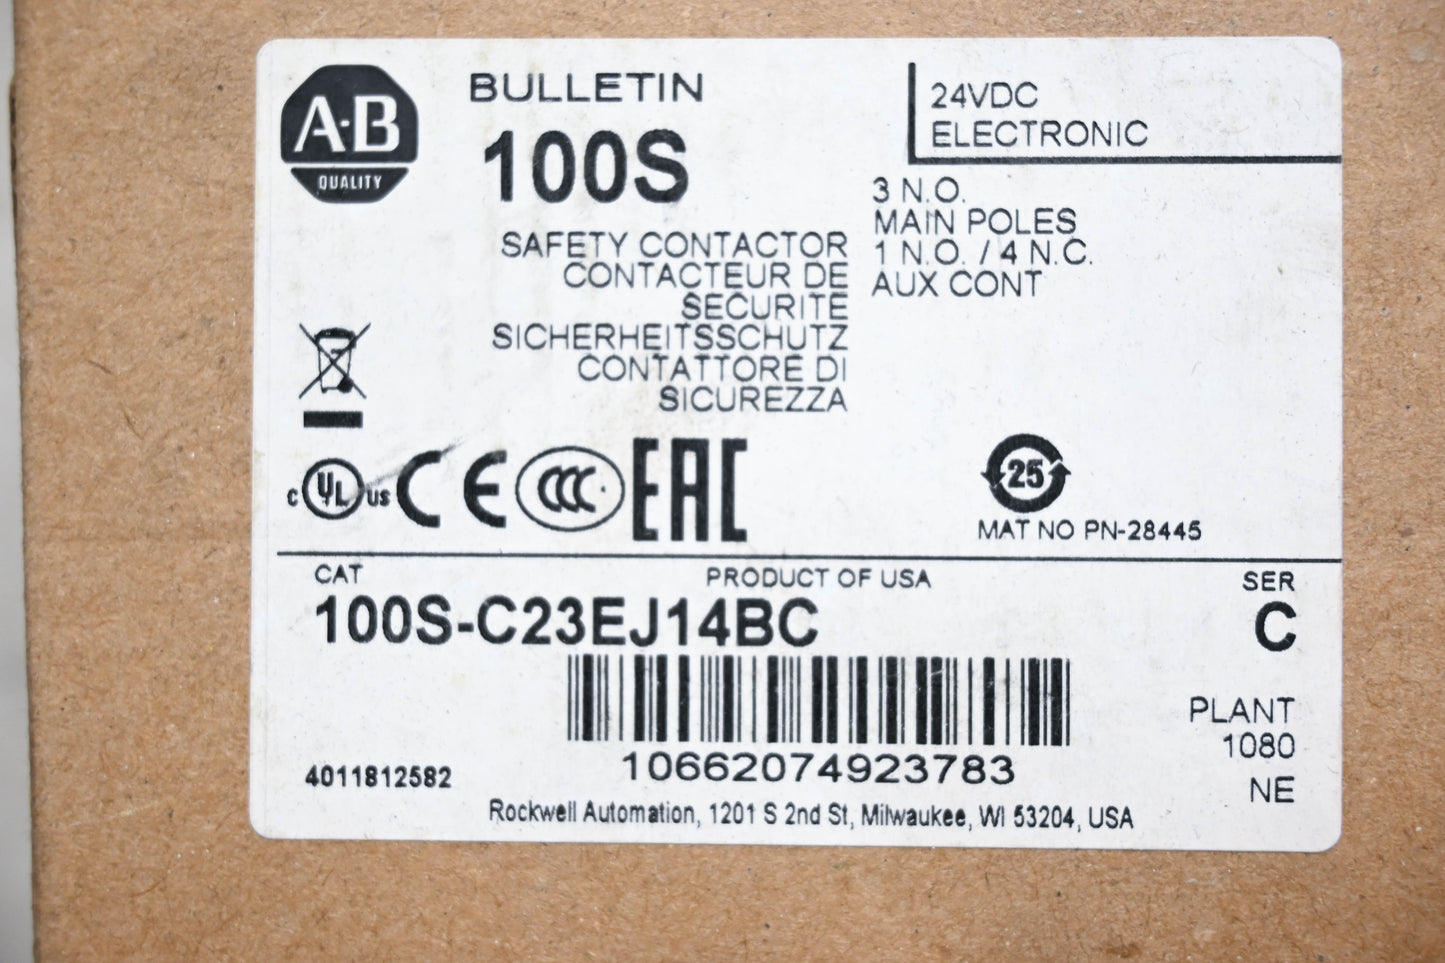 A-B
QUALITY
BULLETIN
100S
SAFETY CONTACTOR
CONTACTEUR DE
SECURITE
SICHERHEITSSCHUTZ
CONTATTORE DI
SICUREZZA
24VDC
ELECTRONIC
3 N.O.
MAIN POLES
1 N.O. / 4 N.C.
AUX CONT
C UL US CE CCC EAC
25
MAT NO PN-28445
CAT
100S-C23EJ14BC
PRODUCT OF USA
SER
C
10662074923783
PLANT
1080
NE
4011812582
Rockwell Automation, 1201 S 2nd St, Milwaukee, WI 53204, USA